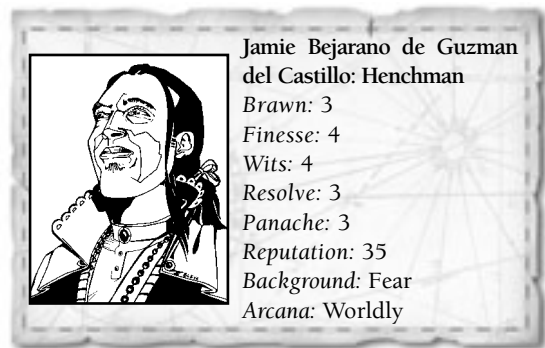 Jamie Bejarano de Guzman
del Castillo: Henchman
Brawn: 3
Finesse: 4
Wits: 4
Resolve: 3
Panache: 3
Reputation: 35
Background: Fear
Arcana: Worldly